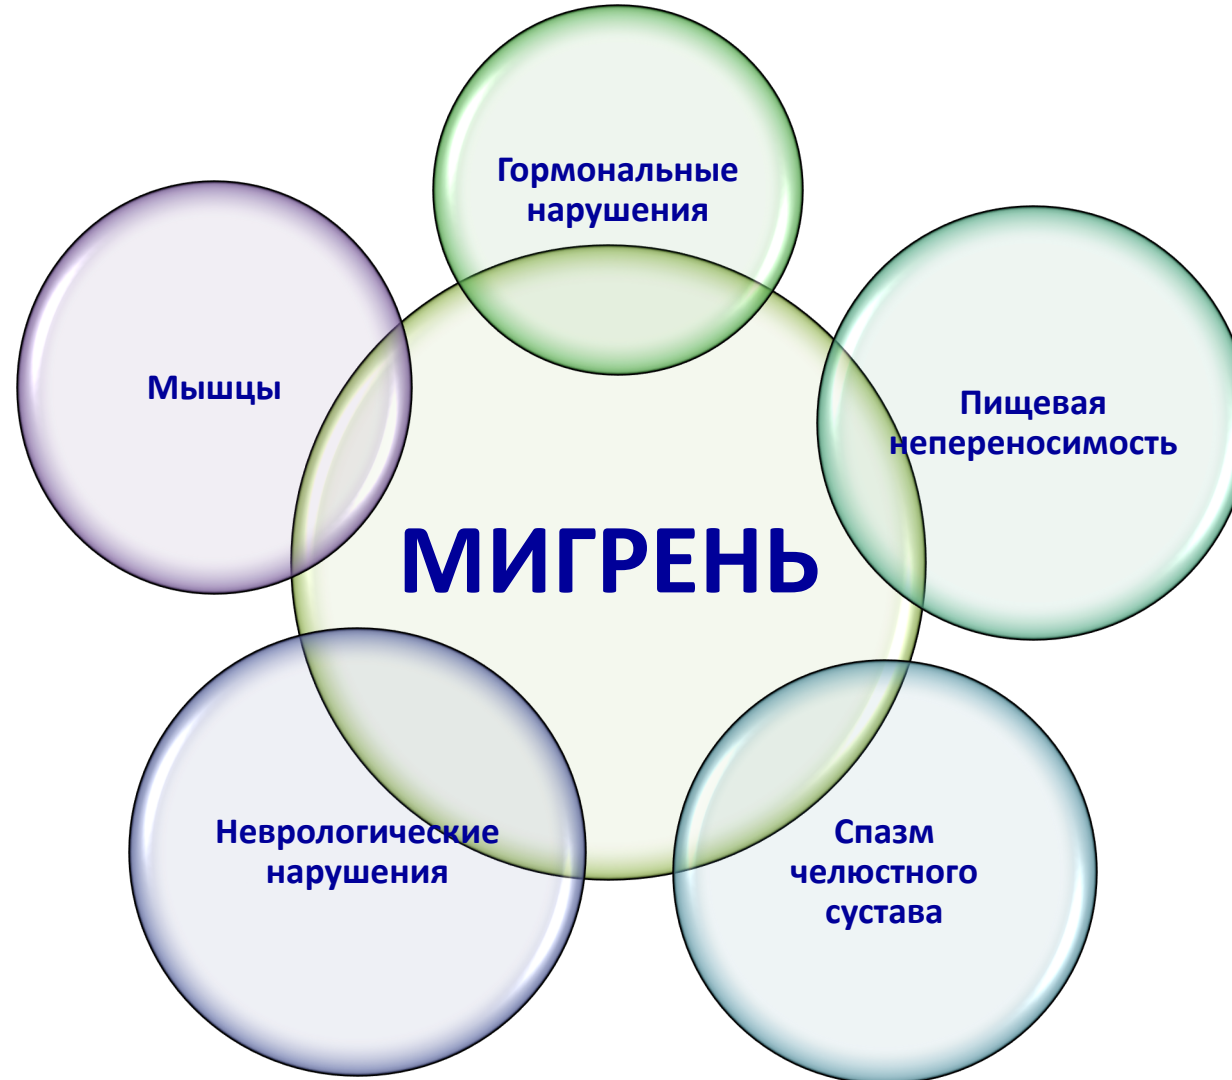 Гормональные
нарушения
Мышцы
Пищевая
непереносимость
МИГРЕНЬ
Неврологические
нарушения
Спазм
челюстного
сустава